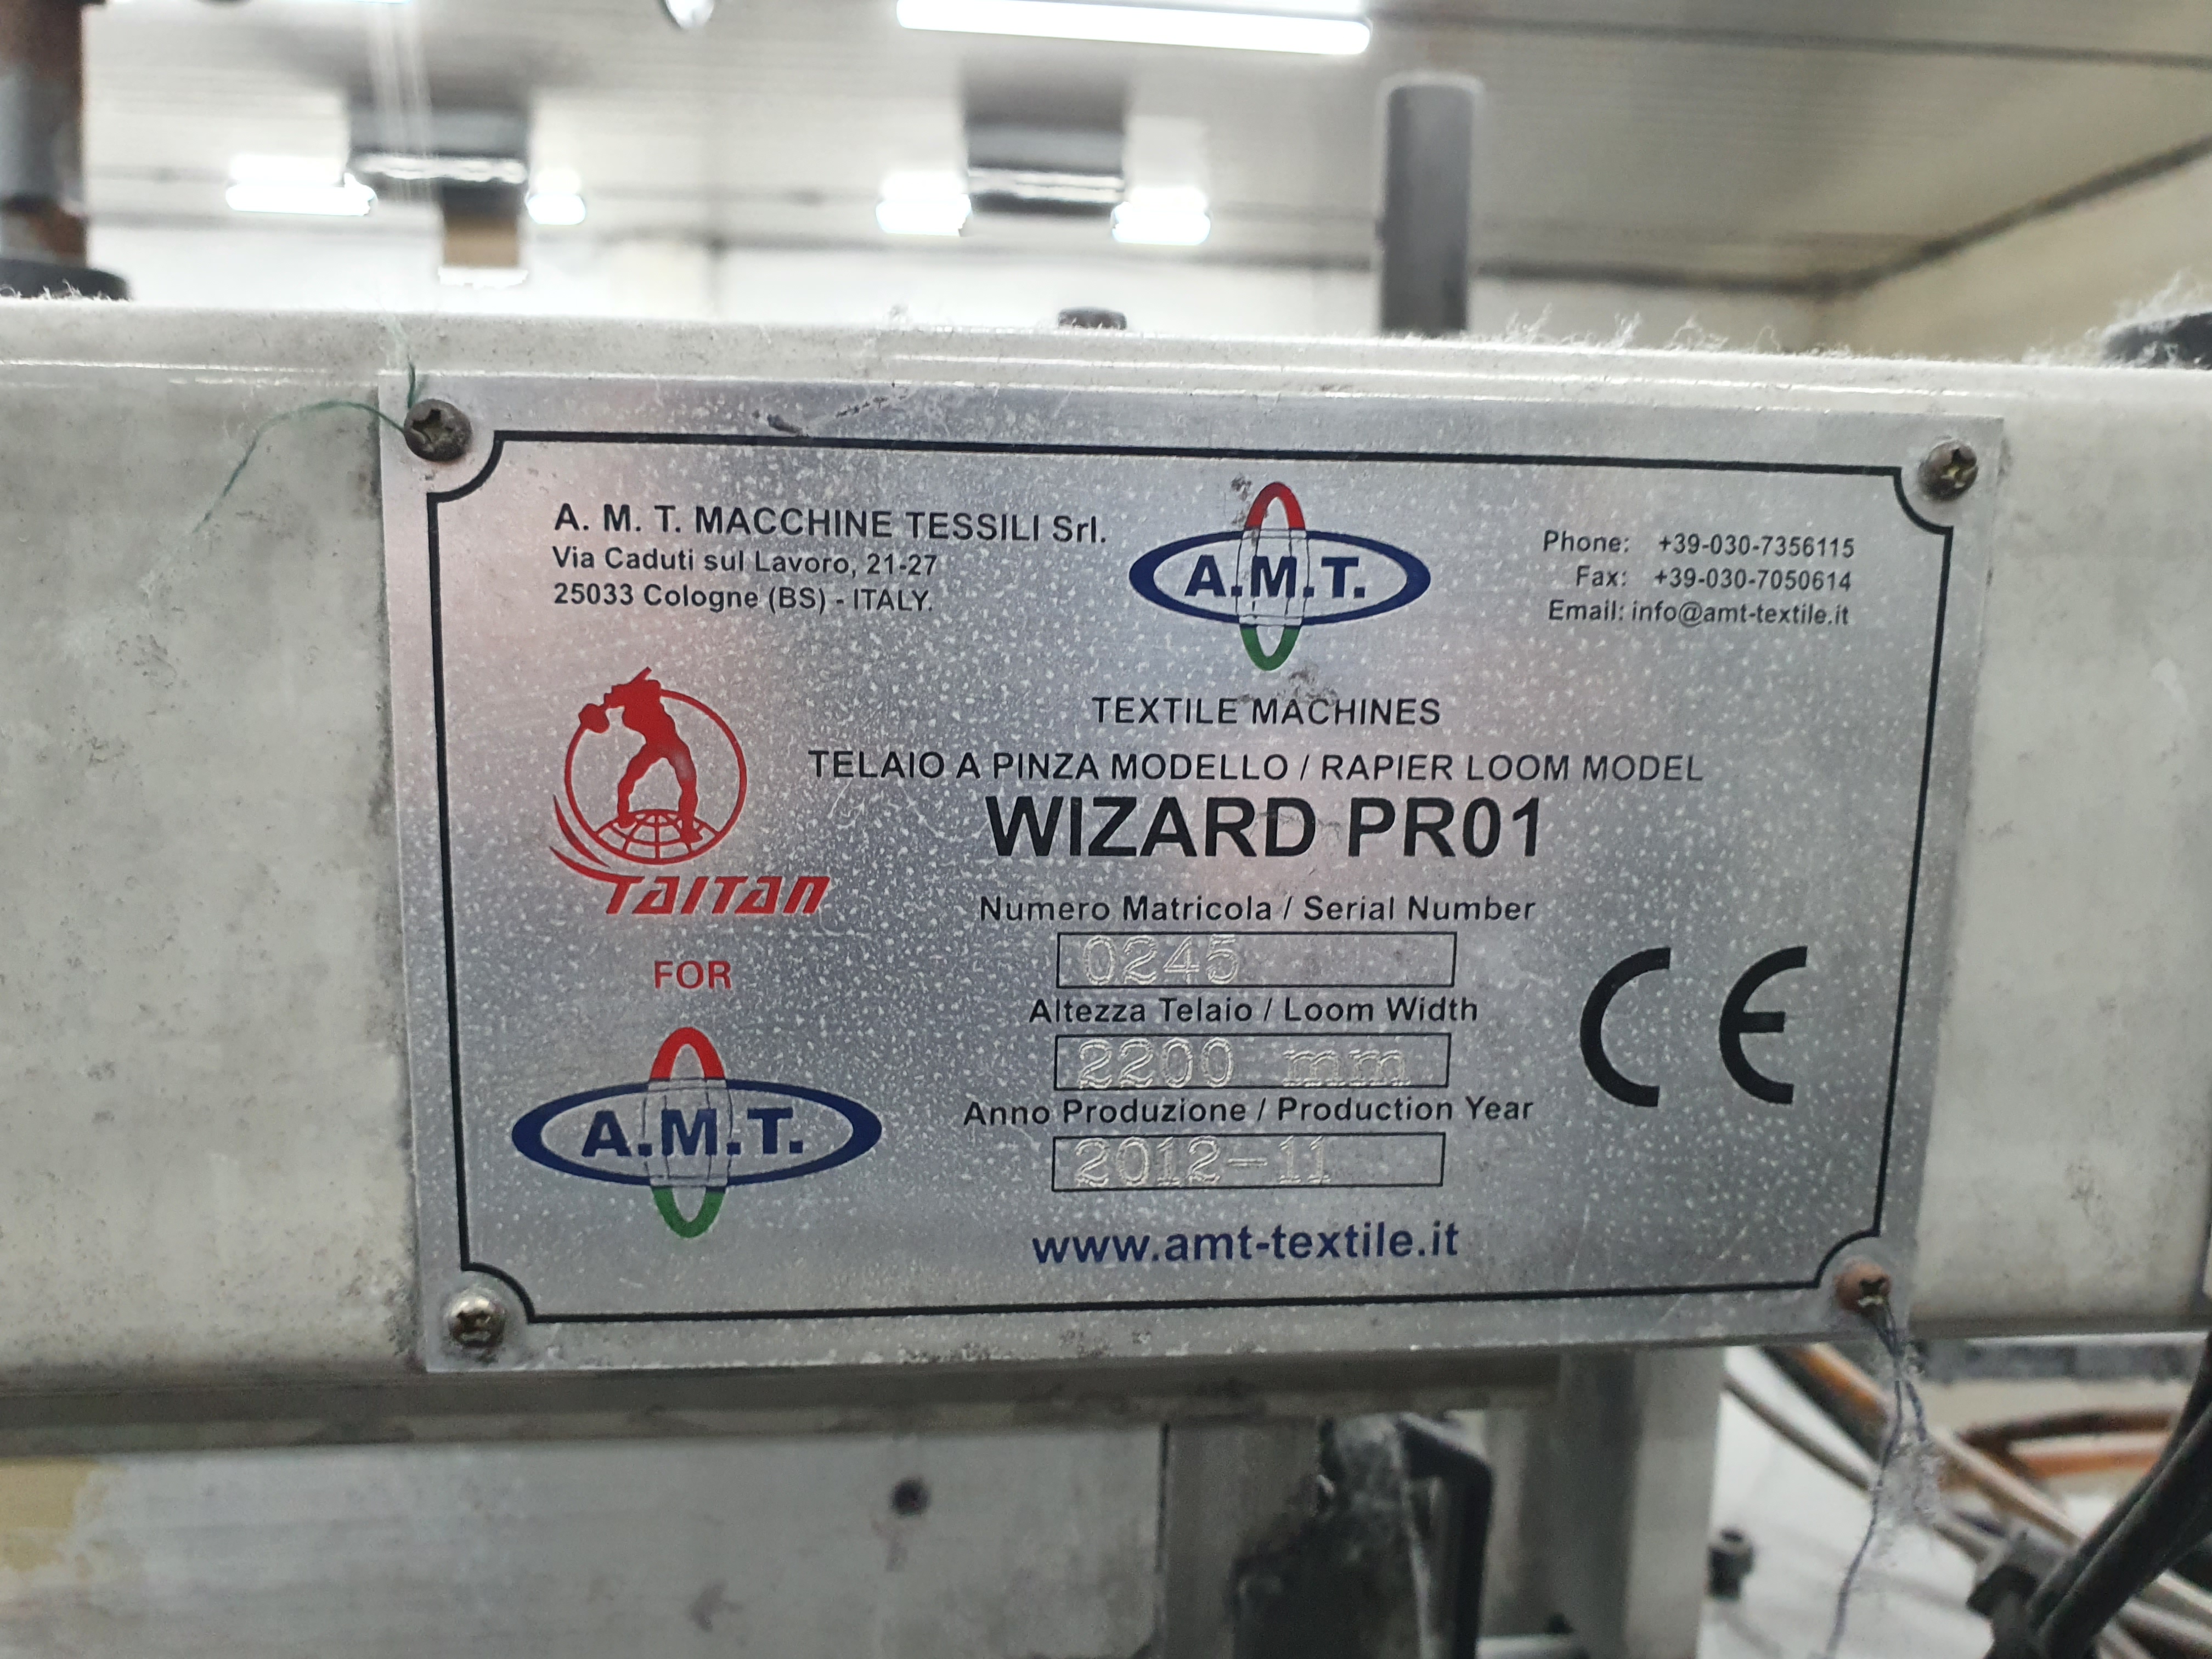 A. M. T. MACCHINE TESSILI Srl.
Via Caduti sul Lavoro, 21-27
25033 Cologne (BS) - ITALY.
A.M.T.
Phone: +39-030-7356115
Fax: +39-030-7050614
Email: info@amt-textile.it
TEXTILE MACHINES
TELAIO A PINZA MODELLO / RAPIER LOOM MODEL
WIZARD PR01
TAITAN
FOR
A.M.T.
Numero Matricola / Serial Number
0245
Altezza Telaio / Loom Width
2200 mm
Anno Produzione / Production Year
2012-11
CE
www.amt-textile.it